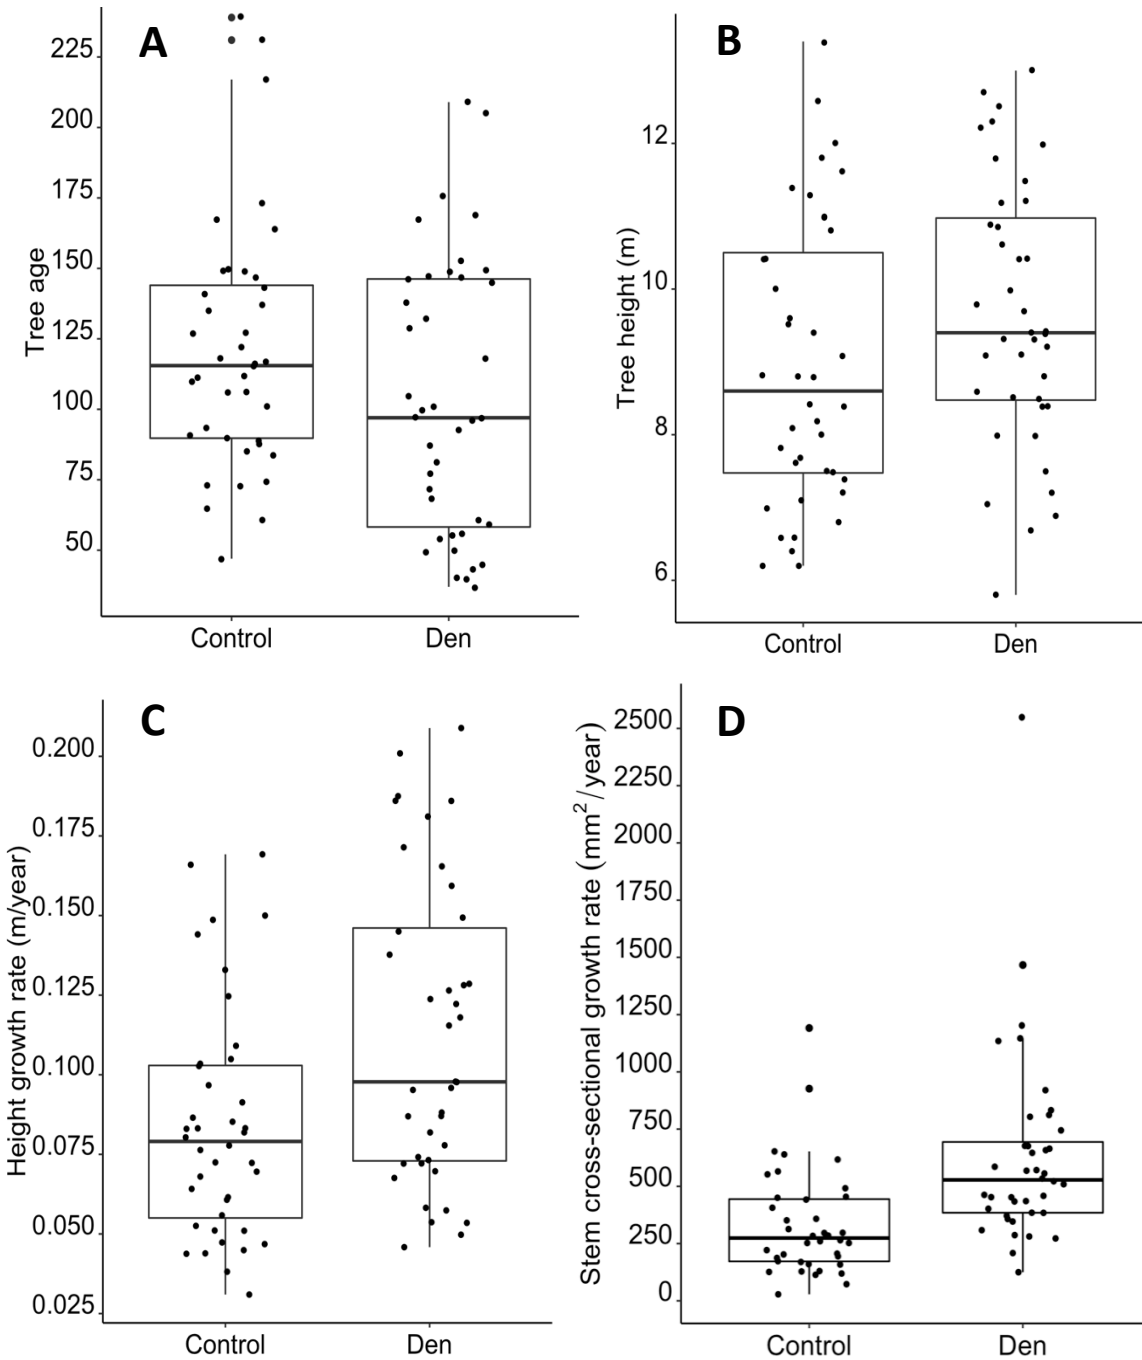 A
Tree age
225
200
175
150
125
100
75
50
Control
Den
B
Tree height (m)
12
10
8
6
Control
Den
C
Height growth rate (m/year)
0.200
0.175
0.150
0.125
0.100
0.075
0.050
0.025
Control
Den
D
Stem cross-sectional growth rate (mm²/year)
2500
2250
2000
1750
1500
1250
1000
750
500
250
0
Control
Den